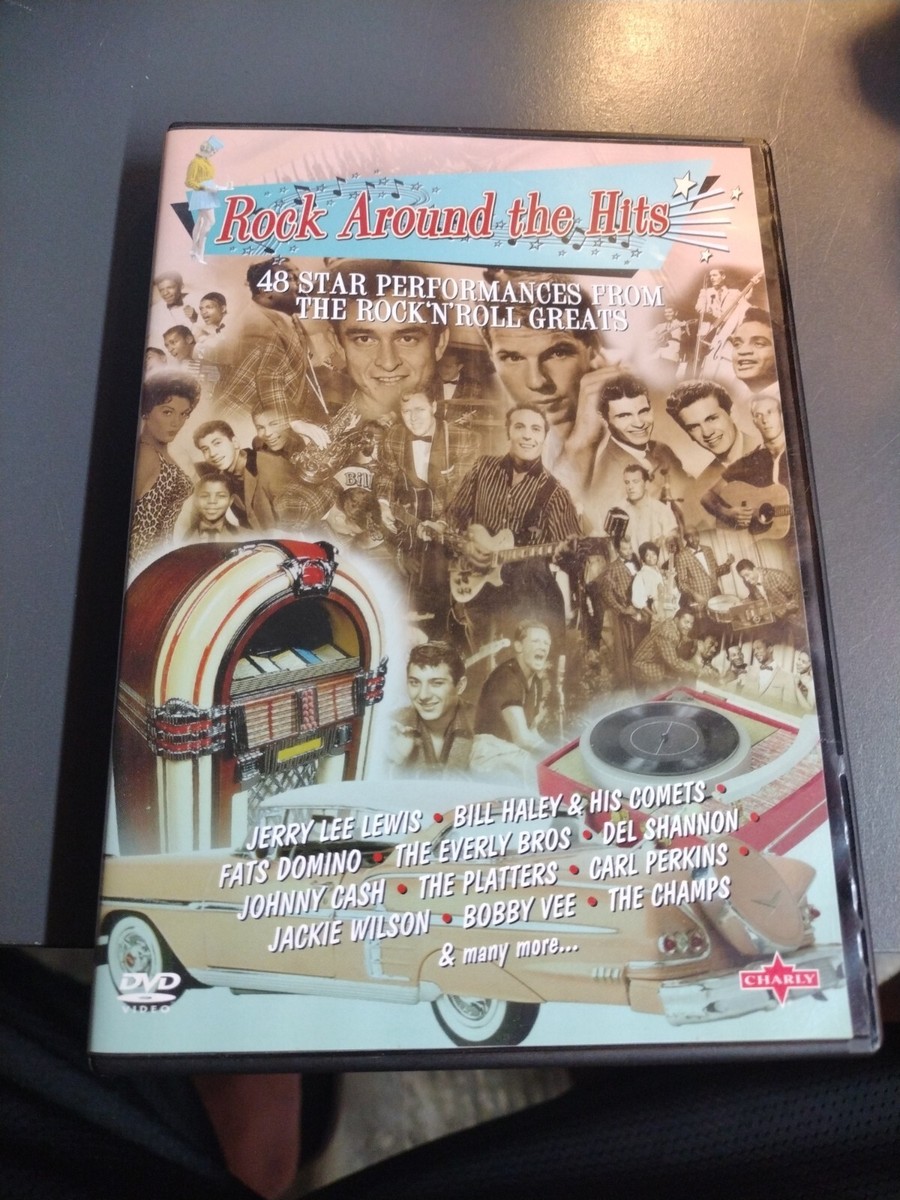 Rock Around the Hits
48 STAR PERFORMANCES FROM
THE ROCK'N'ROLL GREATS
Bill
JERRY LEE LEWIS • BILL HALEY & HIS COMETS •
FATS DOMINO • THE EVERLY BROS • DEL SHANNON •
JOHNNY CASH • THE PLATTERS • CARL PERKINS •
JACKIE WILSON • BOBBY VEE • THE CHAMPS
& many more...
DVD
VIDEO
CHARLY